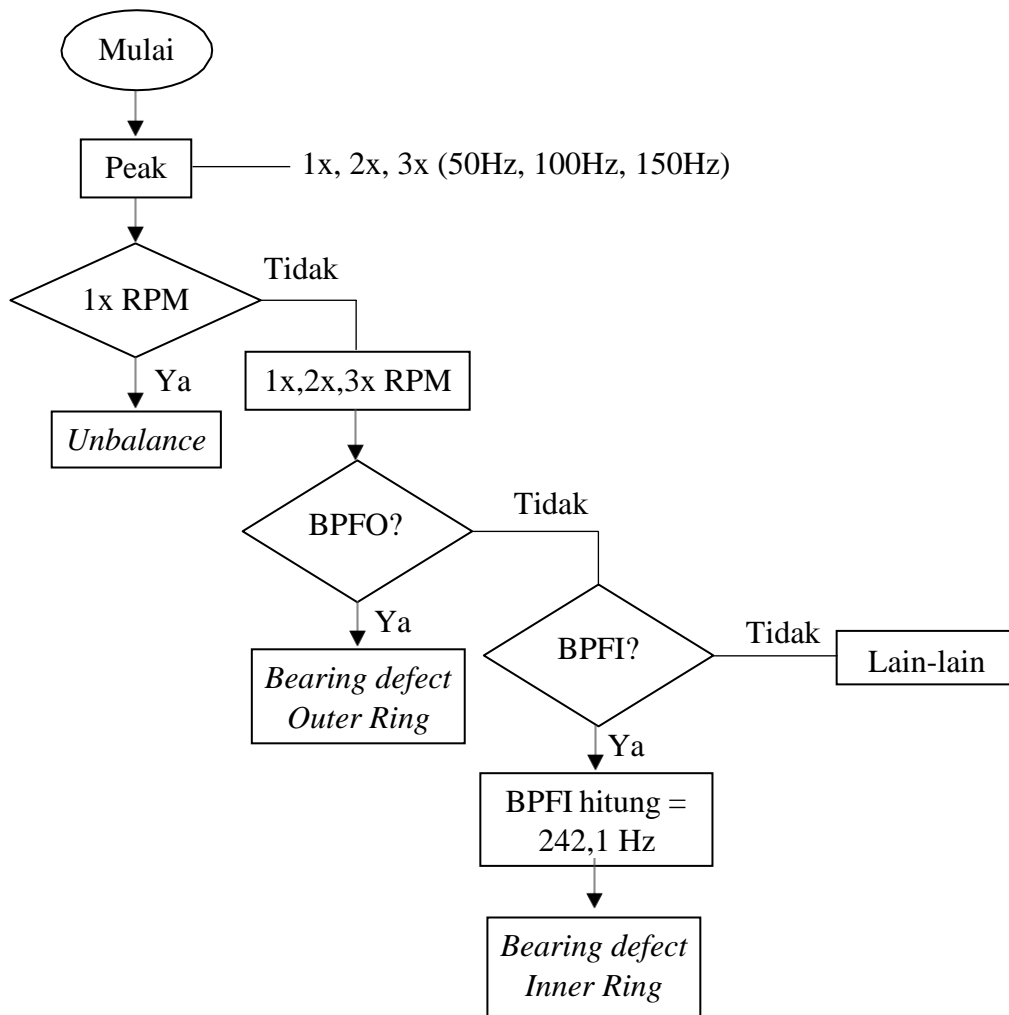 Mulai
Peak
1x, 2x, 3x (50Hz, 100Hz, 150Hz)
1x RPM
Tidak
Ya
Unbalance
1x,2x,3x RPM
BPFO?
Tidak
Ya
Bearing defect
Outer Ring
BPFI?
Tidak
Lain-lain
Ya
BPFI hitung =
242,1 Hz
Bearing defect
Inner Ring